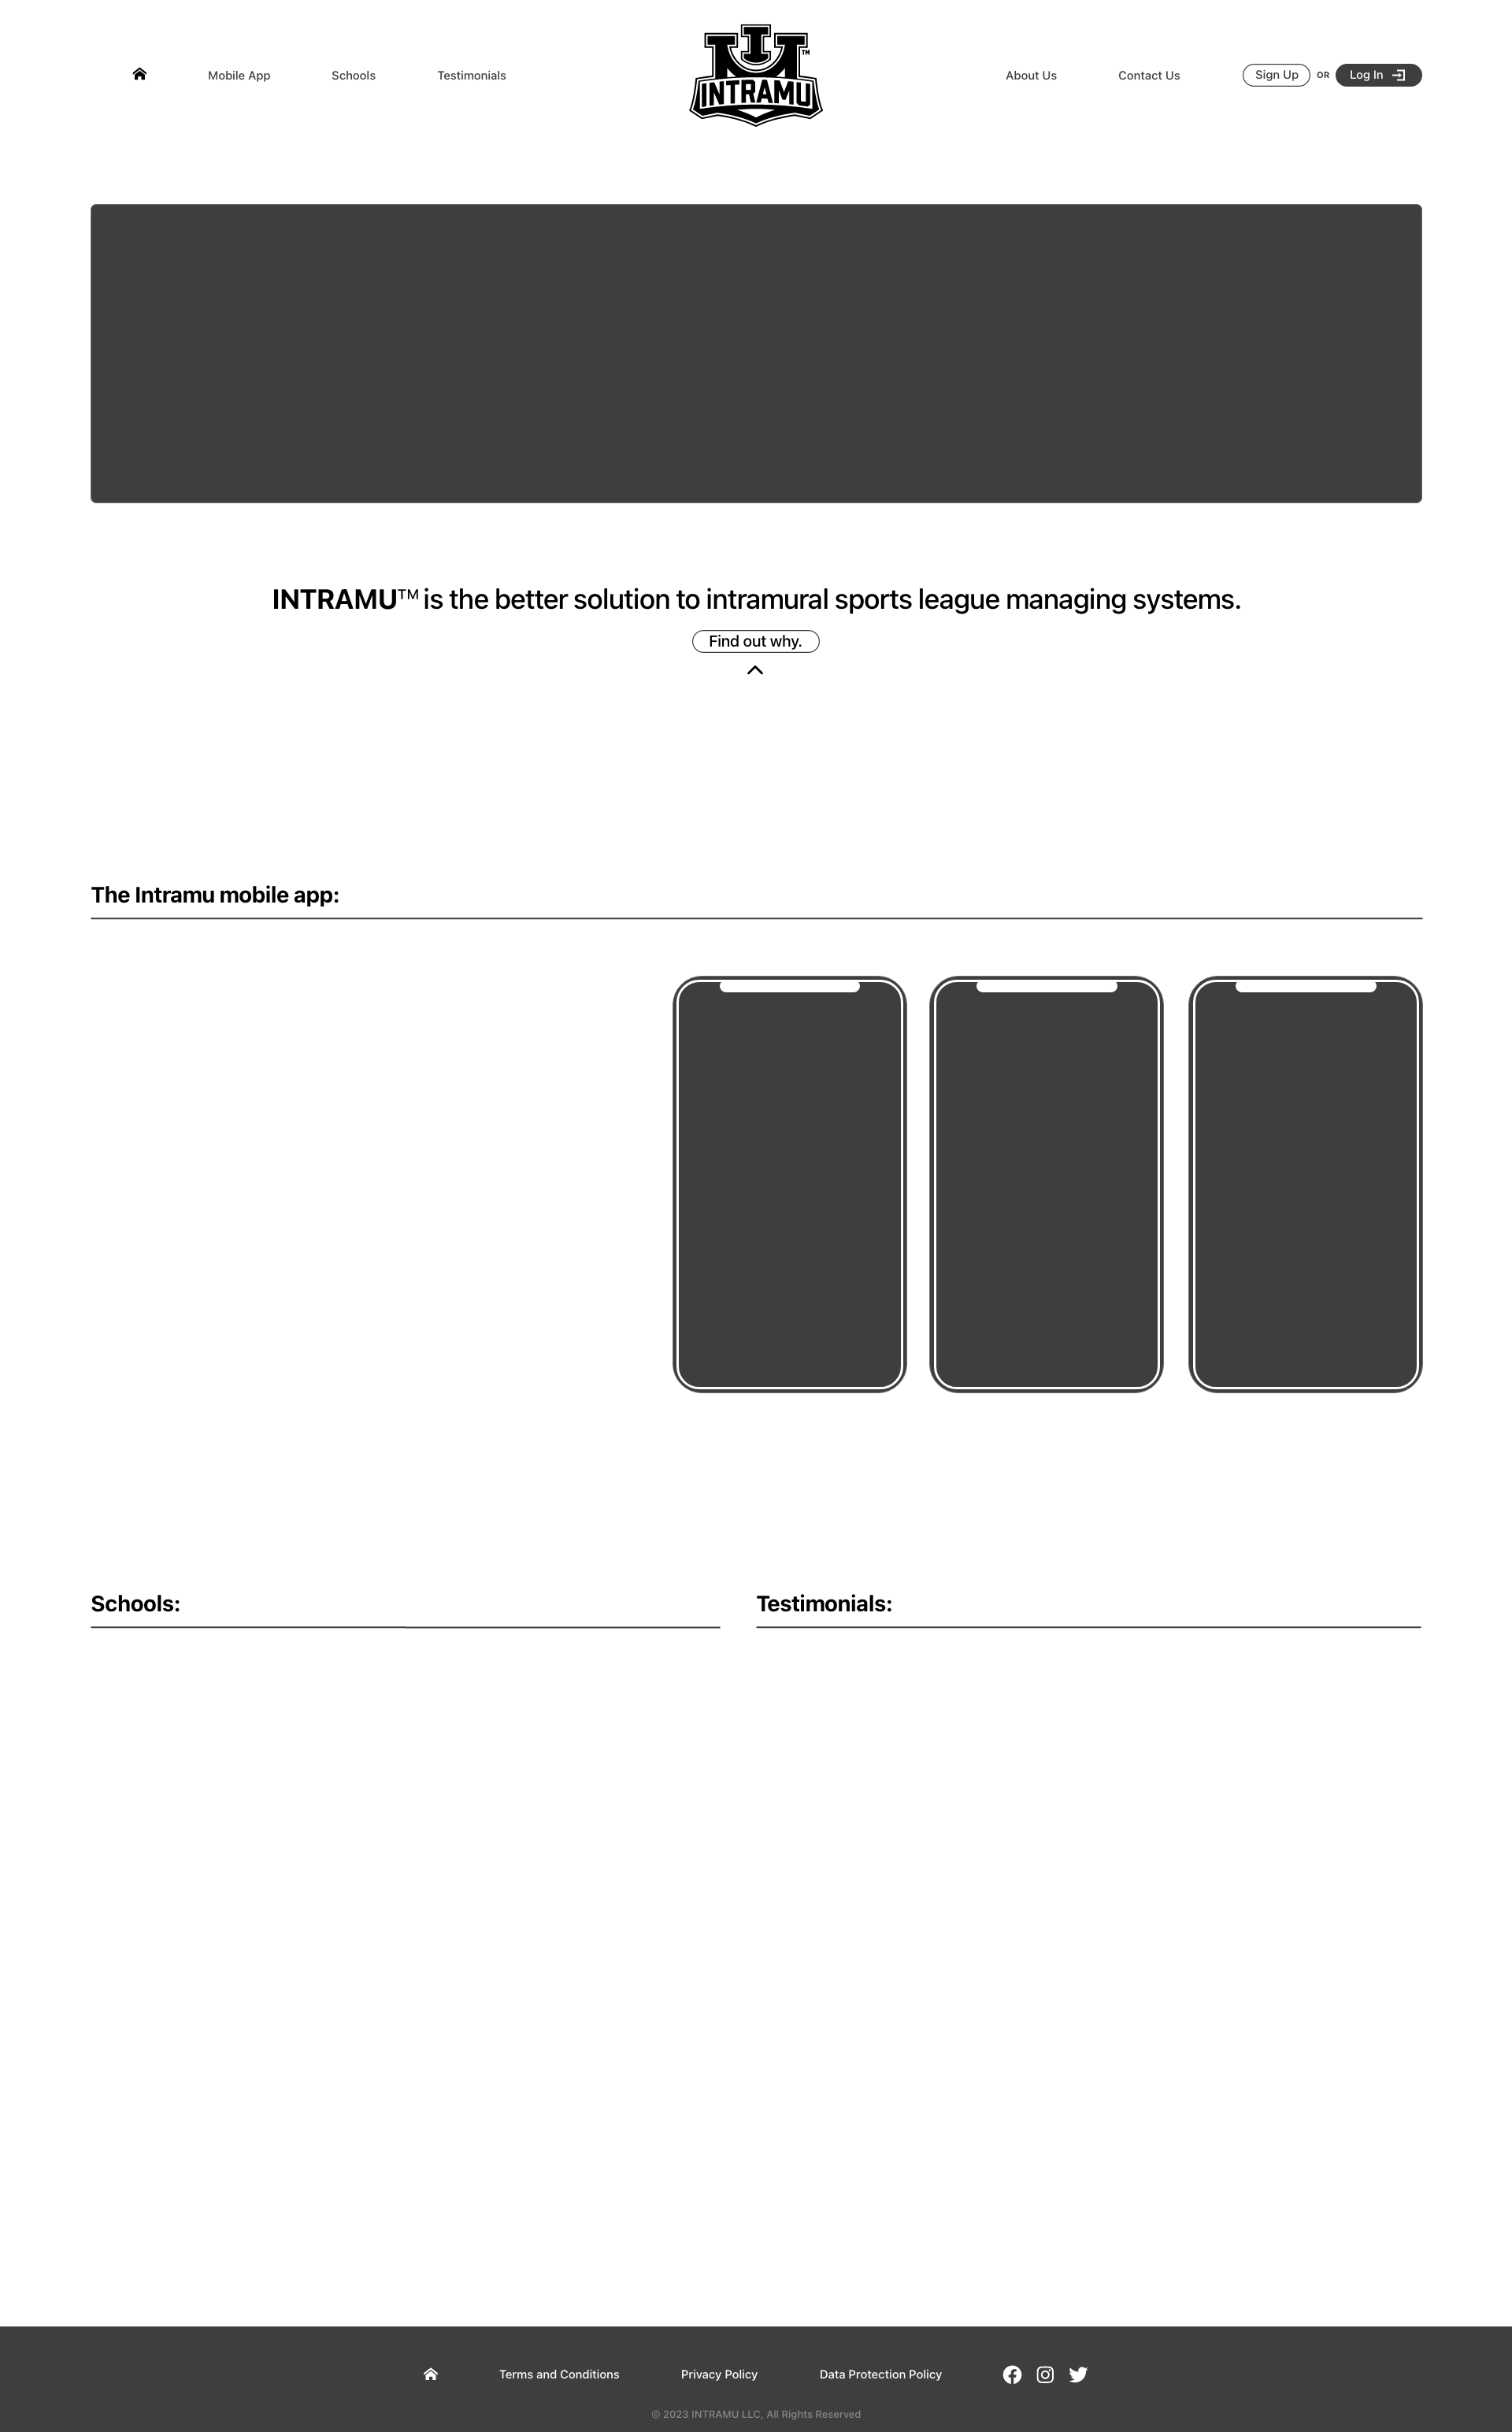 Mobile App Schools Testimonials
TM
INTRAMU
About Us Contact Us Sign Up OR Log In
INTRAMU™ is the better solution to intramural sports league managing systems.
Find out why.
The Intramu mobile app:
Schools:
Testimonials:
Terms and Conditions Privacy Policy Data Protection Policy
© 2023 INTRAMU LLC, All Rights Reserved